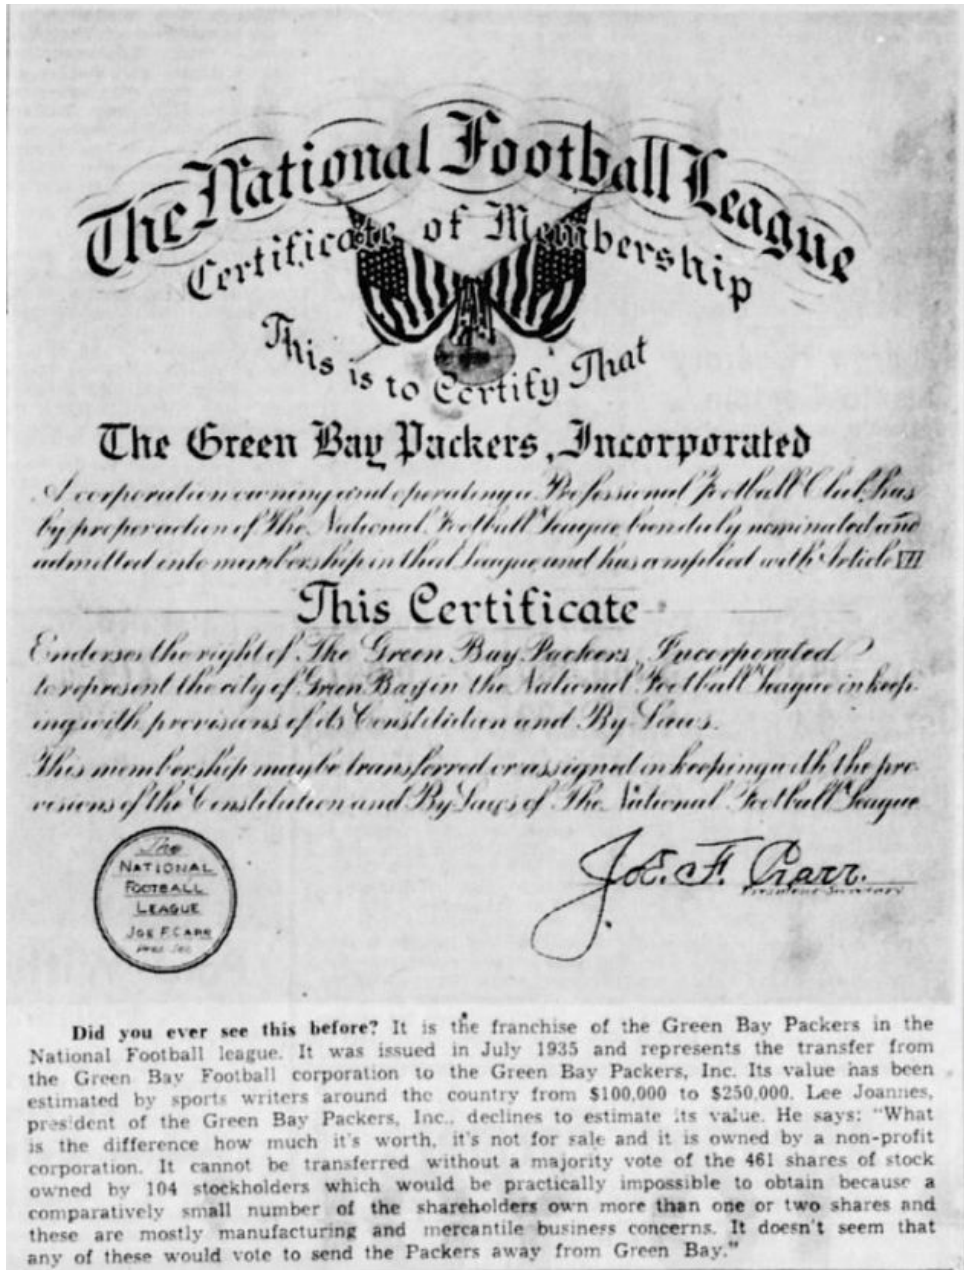 The National Football League
Certificate of Membership
This is to Certify That
The Green Bay Packers, Incorporated
A corporation owning and operating a Professional Football Club, has
by proper action of The National Football League been duly nominated and
admitted into membership in that League and has complied with Article VII
This Certificate
Endorses the right of The Green Bay Packers, Incorporated
to represent the city of Green Bay in the National Football League in keep-
ing with provisions of its Constitution and By Laws.
This membership may be transferred or assigned in keeping with the pro-
visions of the Constitution and By Laws of The National Football League
The
NATIONAL
FOOTBALL
LEAGUE
JOE F. CARR
Pres. Sec.
Joe. F. Carr.
President Secretary
Did you ever see this before? It is the franchise of the Green Bay Packers in the
National Football league. It was issued in July 1935 and represents the transfer from
the Green Bay Football corporation to the Green Bay Packers, Inc. Its value has been
estimated by sports writers around the country from $100,000 to $250,000. Lee Joannes,
president of the Green Bay Packers, Inc., declines to estimate its value. He says: "What
is the difference how much it's worth, it's not for sale and it is owned by a non-profit
corporation. It cannot be transferred without a majority vote of the 461 shares of stock
owned by 104 stockholders which would be practically impossible to obtain because a
comparatively small number of the shareholders own more than one or two shares and
these are mostly manufacturing and mercantile business concerns. It doesn't seem that
any of these would vote to send the Packers away from Green Bay."